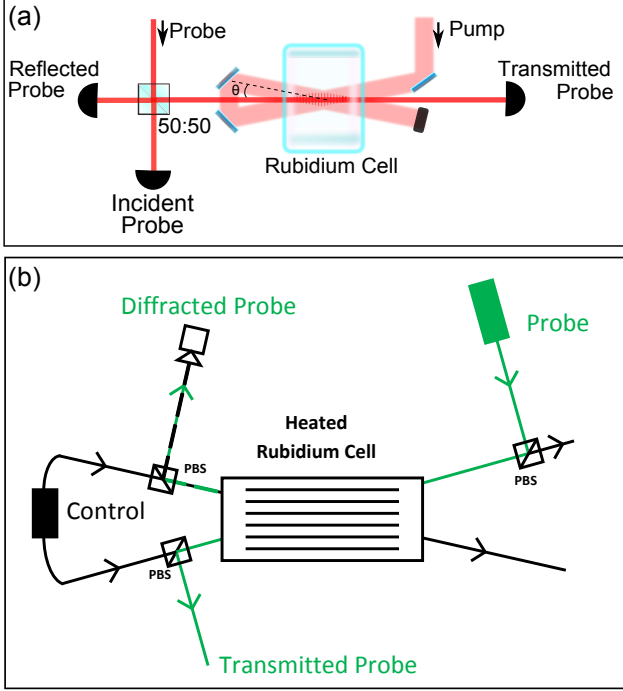 (a)
Probe
Pump
Reflected
Probe
θ
Transmitted
Probe
50:50
Rubidium Cell
Incident
Probe
(b)
Diffracted Probe
Probe
Heated
Rubidium Cell
PBS
PBS
Control
PBS
Transmitted Probe